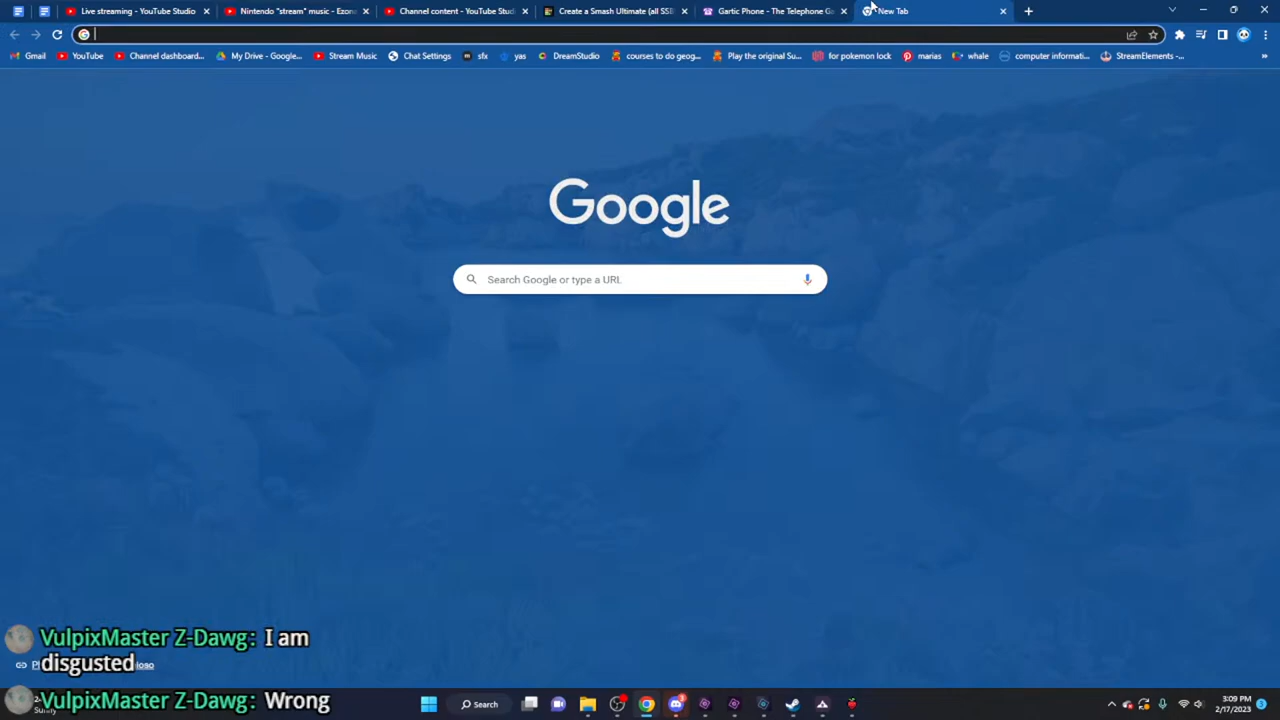 Live streaming - YouTube Studio
Nintendo "stream" music - Ezon
Channel content - YouTube Studi
Create a Smash Ultimate (all SSB
Gartic Phone - The Telephone Ga
New Tab
Gmail
YouTube
Channel dashboard...
My Drive - Google...
Stream Music
Chat Settings
sfx
yas
DreamStudio
courses to do geog...
Play the original Su...
for pokemon lock
marias
whale
computer informati...
StreamElements -...
Google
Search Google or type a URL
VulpixMaster Z-Dawg: I am
disgusted
VulpixMaster Z-Dawg: Wrong
Sunny
Search
3:09 PM
2/17/2023